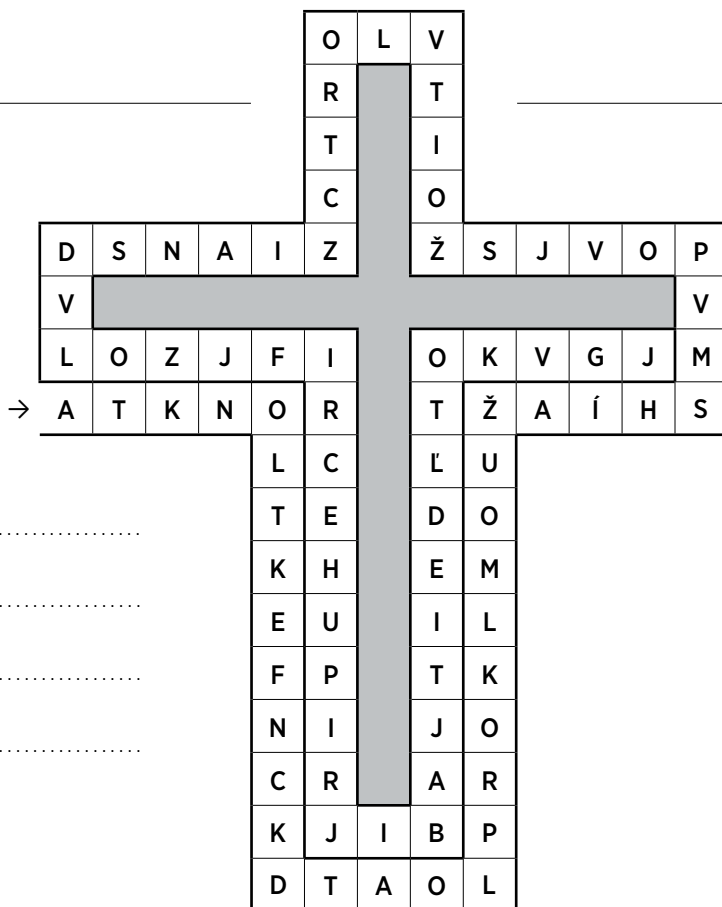 O L V
R T
T I
C O
D S N A I Z Ž S J V O P
V V
L O Z J F I O K V G J M
→ A T K N O R T Ž A Í H S
L C Ľ U
T E D O
K H E M
E U I L
F P T K
N I J O
C R A R
K J I B P
D T A O L